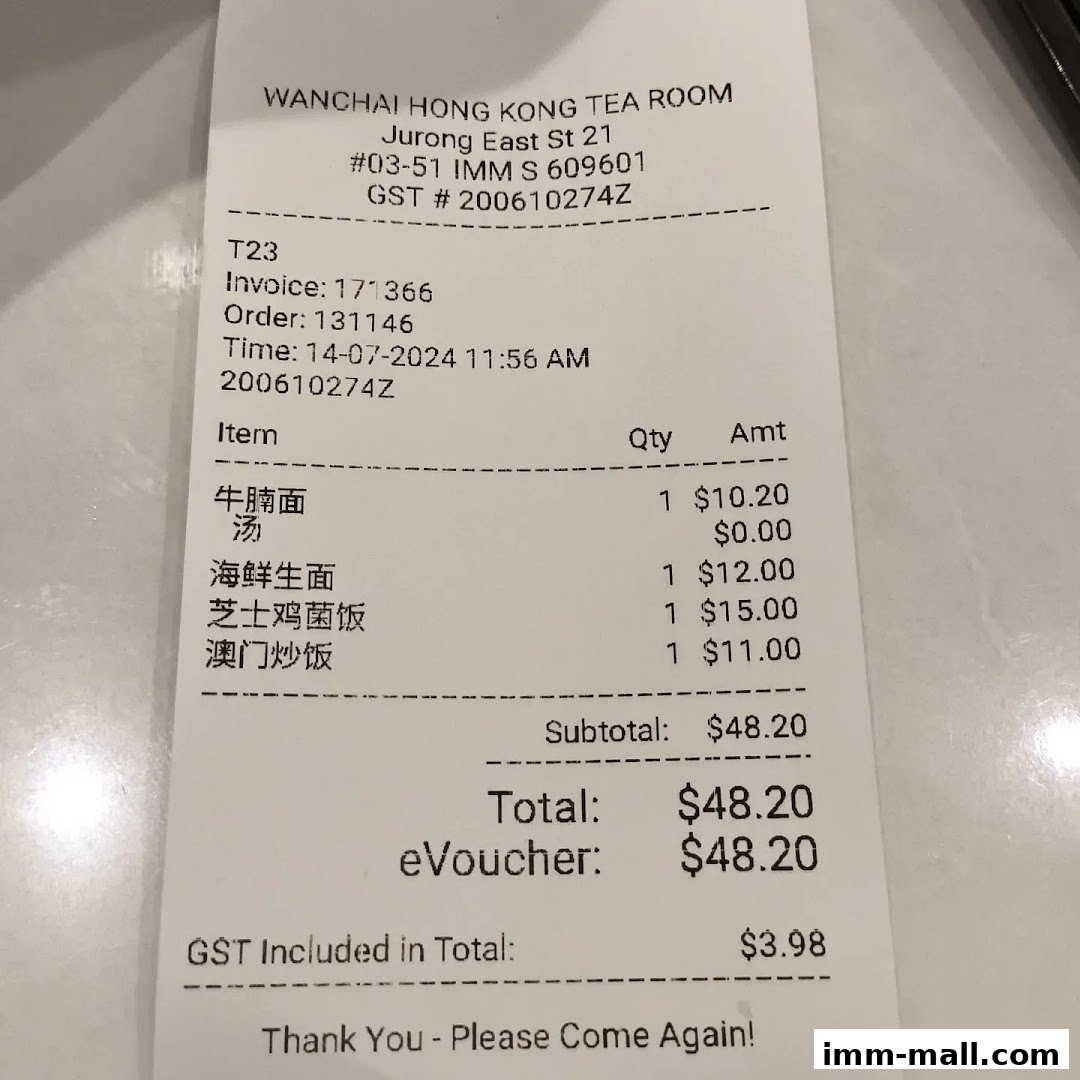 WANCHAI HONG KONG TEA ROOM
Jurong East St 21
#03-51 IMM S 609601
GST # 200610274Z
T23
Invoice: 171366
Order: 131146
Time: 14-07-2024 11:56 AM
200610274Z
Item Qty Amt
牛腩面 1 $10.20
汤 $0.00
海鲜生面 1 $12.00
芝士鸡菌饭 1 $15.00
澳门炒饭 1 $11.00
Subtotal: $48.20
Total: $48.20
eVoucher: $48.20
GST Included in Total: $3.98
Thank You - Please Come Again!
imm-mall.com